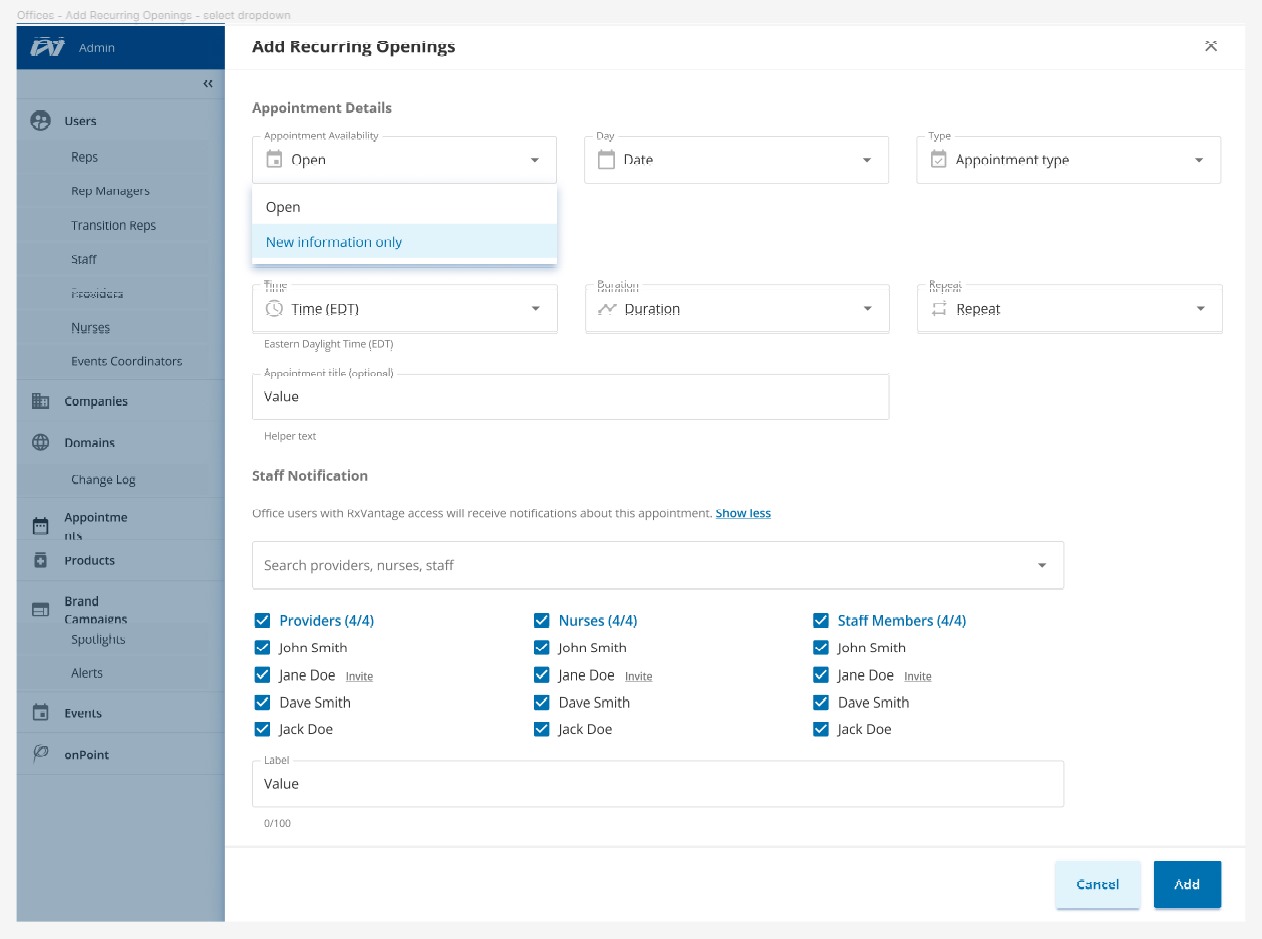 Offices - Add Recurring Openings - select dropdown
Admin
Add Recurring Openings
Users
Reps
Rep Managers
Transition Reps
Staff
Providers
Nurses
Events Coordinators
Companies
Domains
Change Log
Appointme
nts
Products
Brand
Campaigns
Spotlights
Alerts
Events
onPoint
Appointment Details
Appointment Availability Day Type
Open Date Appointment type
Open
New information only
Time Duration Repeat
Time (EDT) Duration Repeat
Eastern Daylight Time (EDT)
Appointment title (optional)
Value
Helper text
Staff Notification
Office users with RxVantage access will receive notifications about this appointment. Show less
Search providers, nurses, staff
Providers (4/4) Nurses (4/4) Staff Members (4/4)
John Smith John Smith John Smith
Jane Doe Invite Jane Doe Invite Jane Doe Invite
Dave Smith Dave Smith Dave Smith
Jack Doe Jack Doe Jack Doe
Label
Value
0/100
Cancel Add